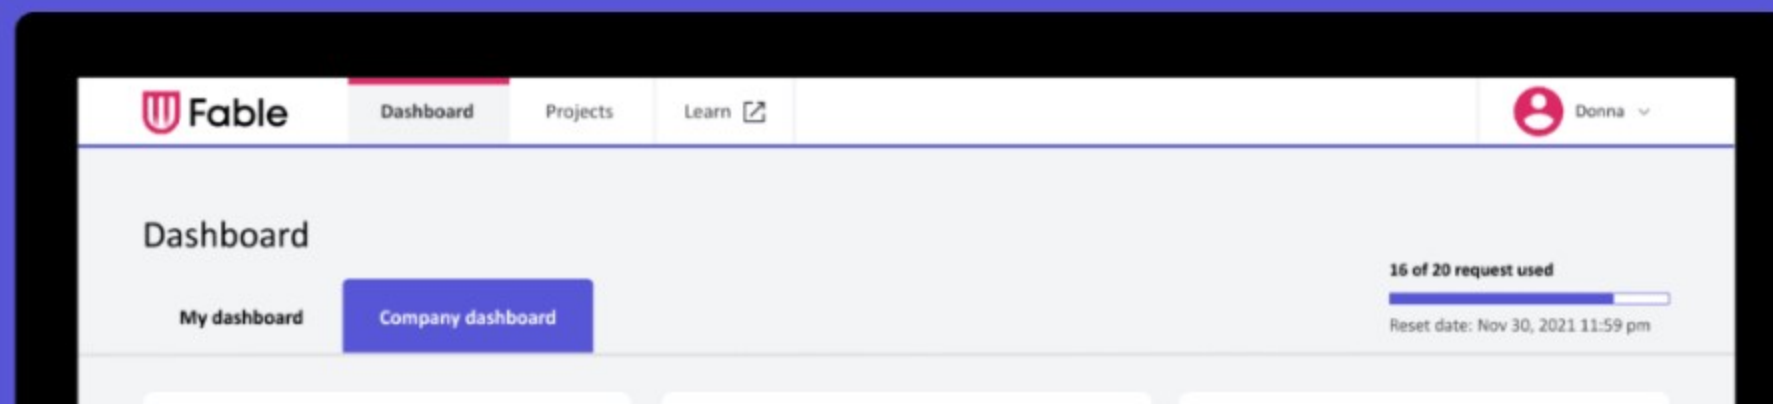 Fable
Dashboard
Projects
Learn
Donna
Dashboard
16 of 20 request used
My dashboard
Company dashboard
Reset date: Nov 30, 2021 11:59 pm